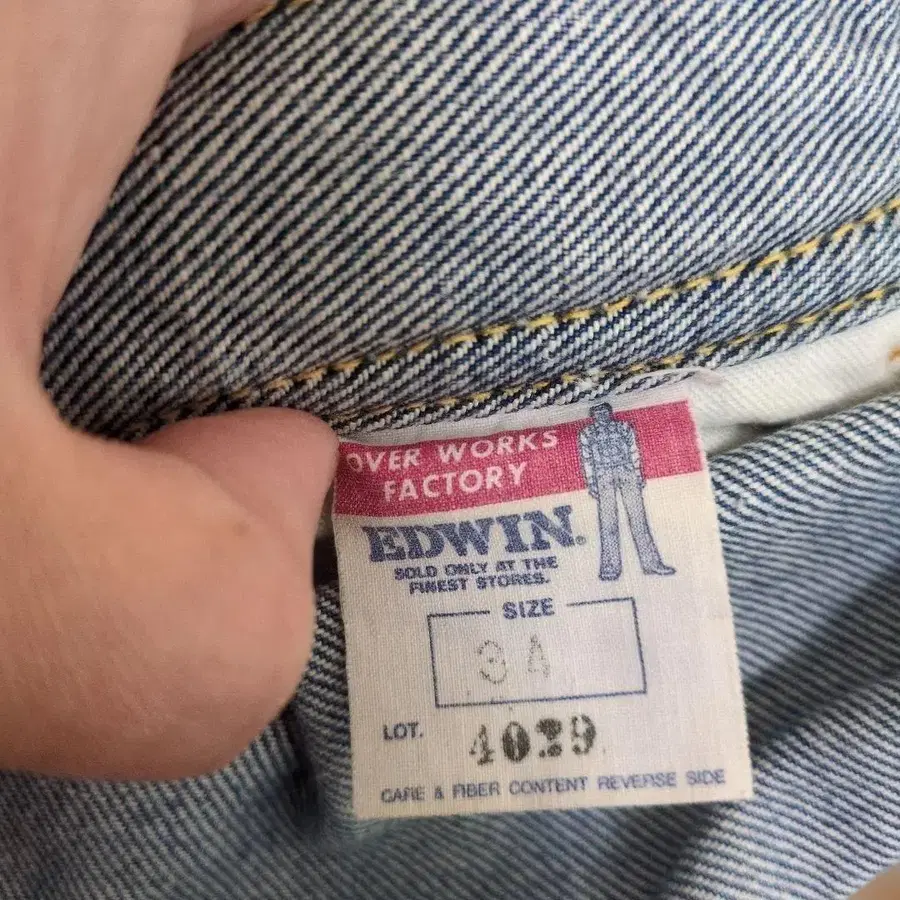 OVER WORKS
FACTORY
EDWIN®
SOLD ONLY AT THE
FINEST STORES.
SIZE
34
LOT. 4029
CARE & FIBER CONTENT REVERSE SIDE